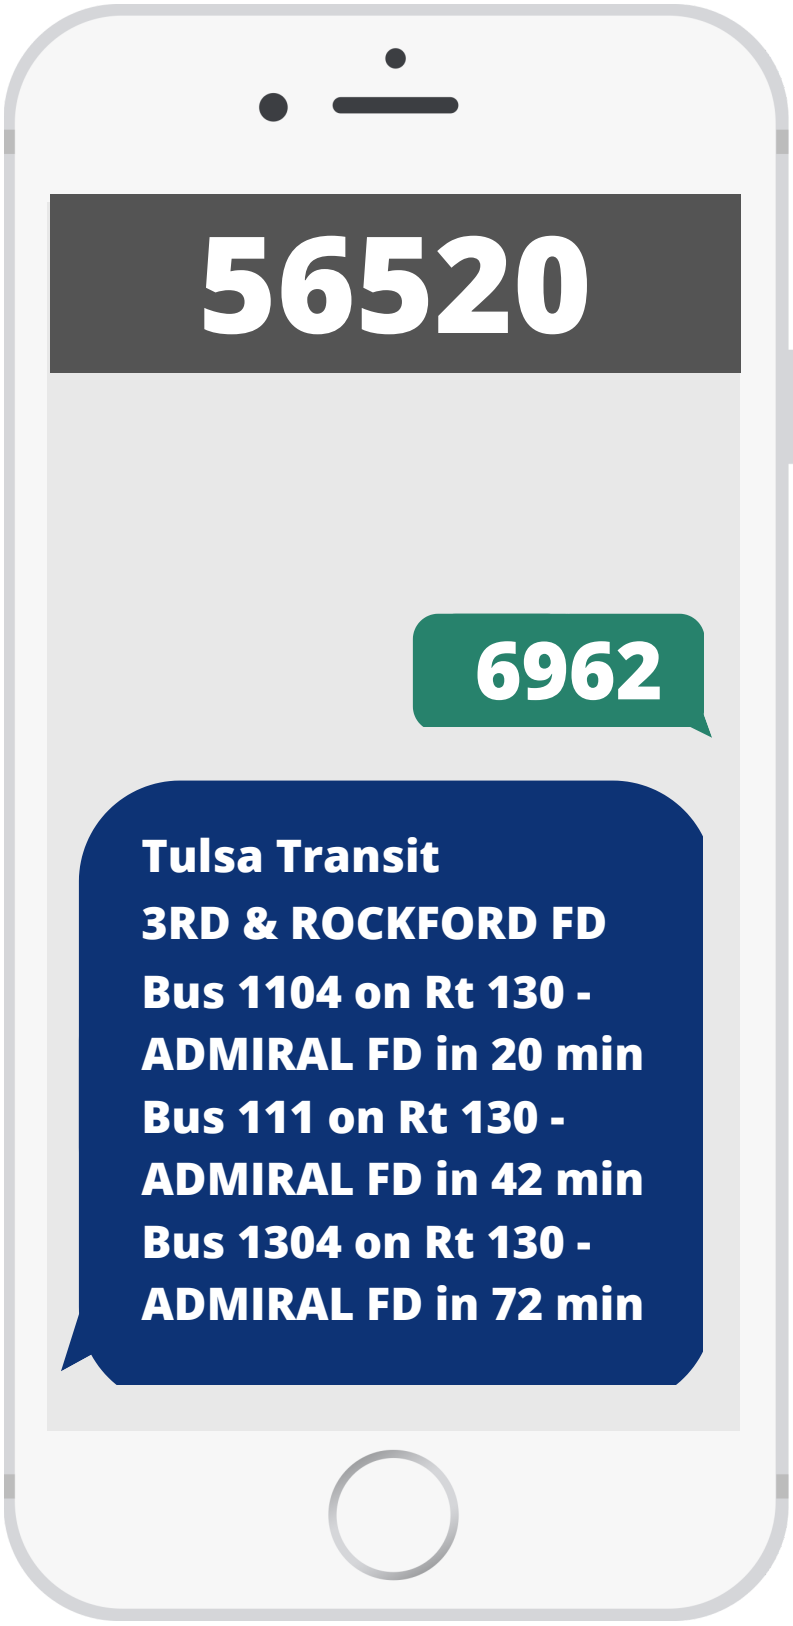 56520
6962
Tulsa Transit
3RD & ROCKFORD FD
Bus 1104 on Rt 130 -
ADMIRAL FD in 20 min
Bus 111 on Rt 130 -
ADMIRAL FD in 42 min
Bus 1304 on Rt 130 -
ADMIRAL FD in 72 min